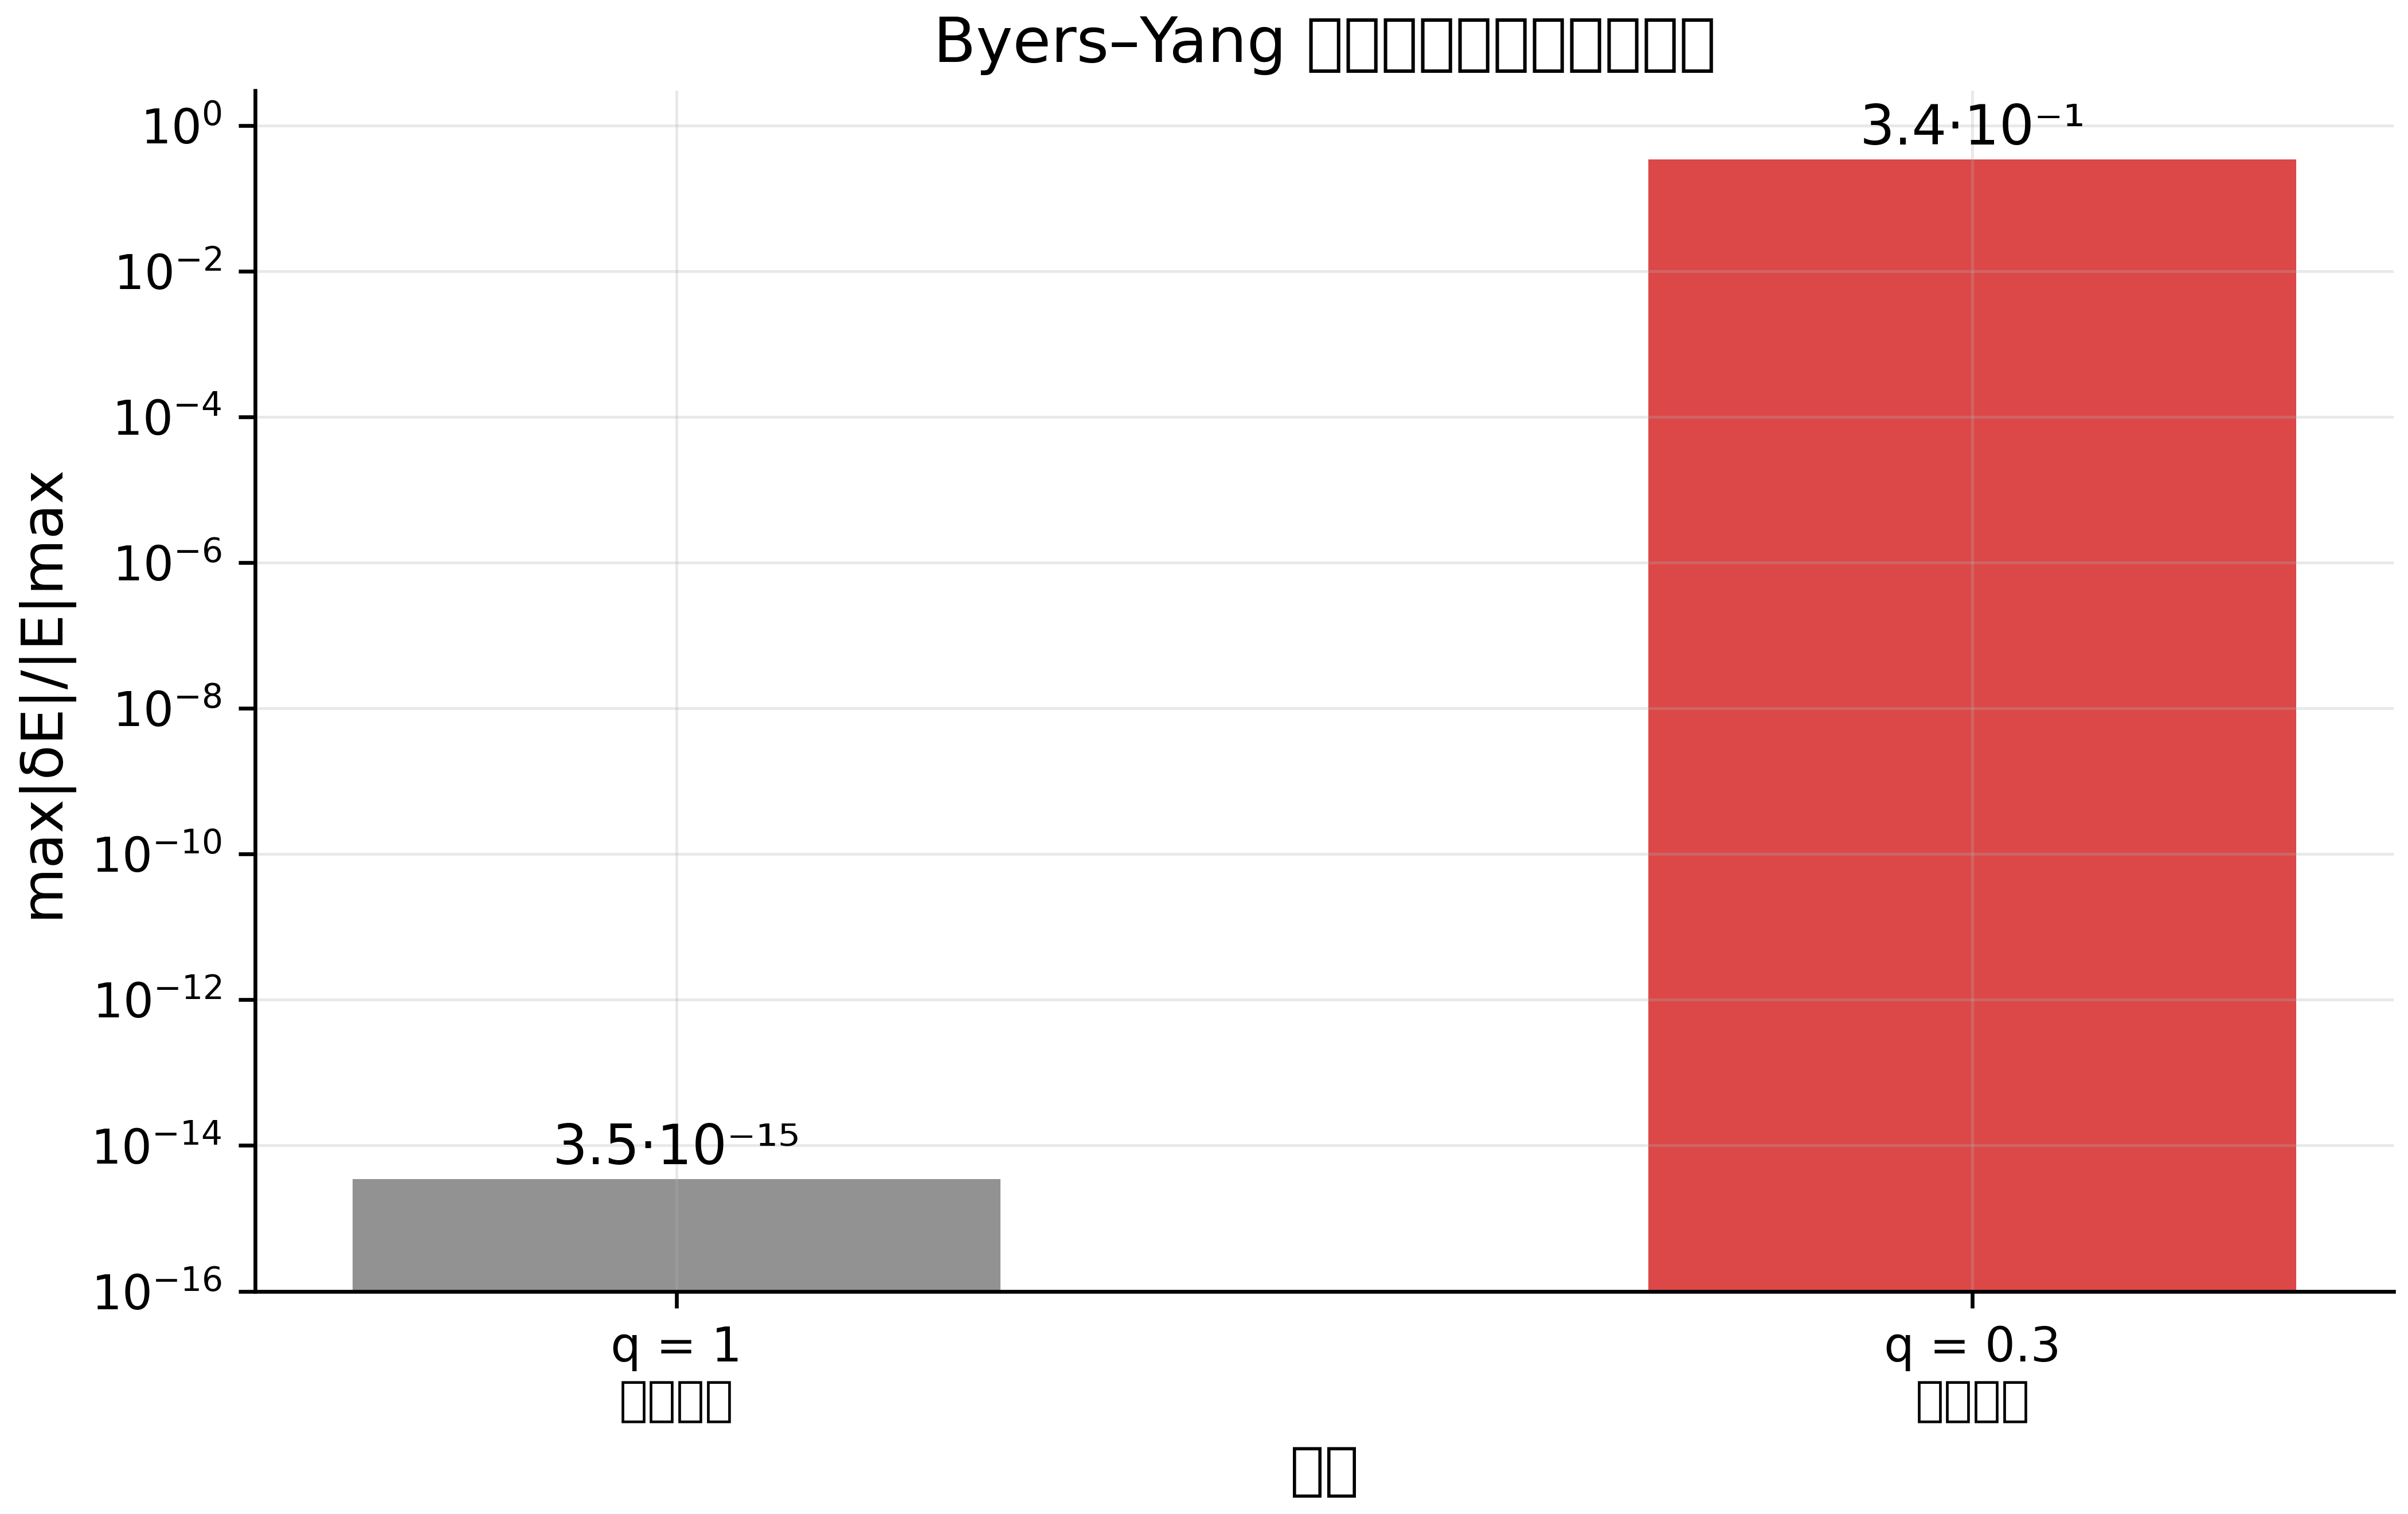 Byers–Yang
10⁰
10⁻²
10⁻⁴
10⁻⁶
10⁻⁸
10⁻¹⁰
10⁻¹²
10⁻¹⁴
10⁻¹⁶
max|δE|/|E|max
3.4·10⁻¹
3.5·10⁻¹⁵
q = 1
q = 0.3